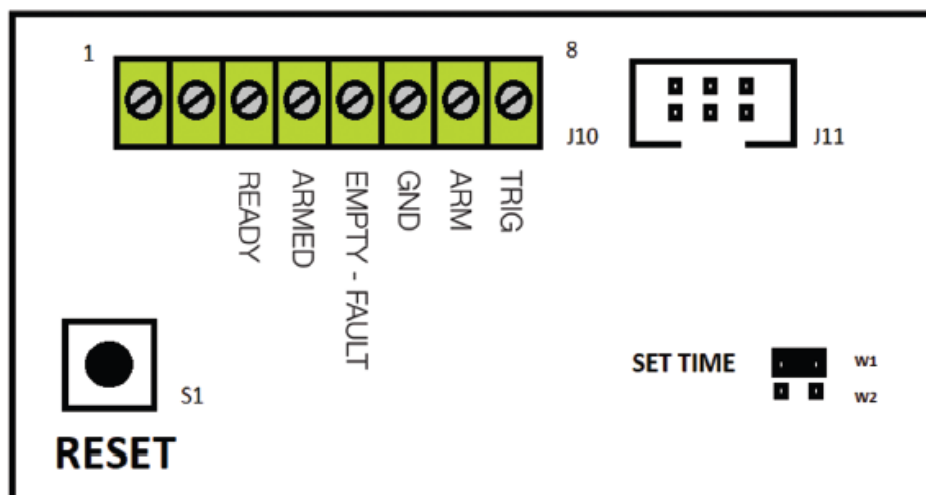 1
8
J10
J11
READY
ARMED
EMPTY - FAULT
GND
ARM
TRIG
SET TIME
W1
W2
S1
RESET